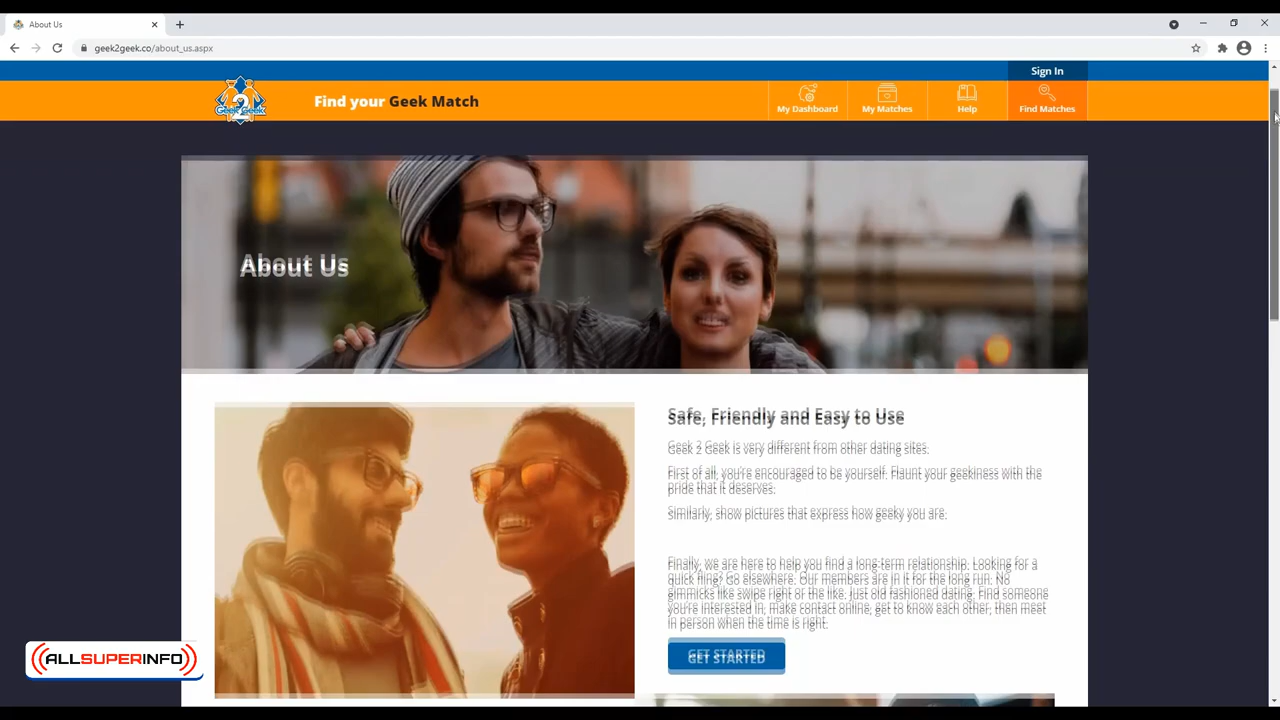 About Us
geek2geek.co/about_us.aspx
Sign In
Geek 2 Geek
Find your Geek Match
My Dashboard
My Matches
Help
Find Matches
About Us
Safe, Friendly and Easy to Use
Geek 2 Geek is very different from other dating sites.
First of all, you're encouraged to be yourself. Flaunt your geekiness with the
pride that it deserves.
Similarly, show pictures that express how geeky you are.
Finally, we are here to help you find a long-term relationship. Looking for a
quick fling? Go elsewhere. Our members are in it for the long run. No
gimmicks like swipe right or the like. Just old fashioned dating. Find someone
you're interested in, make contact online, get to know each other, then meet
in person when the time is right.
GET STARTED
ALLSUPERINFO